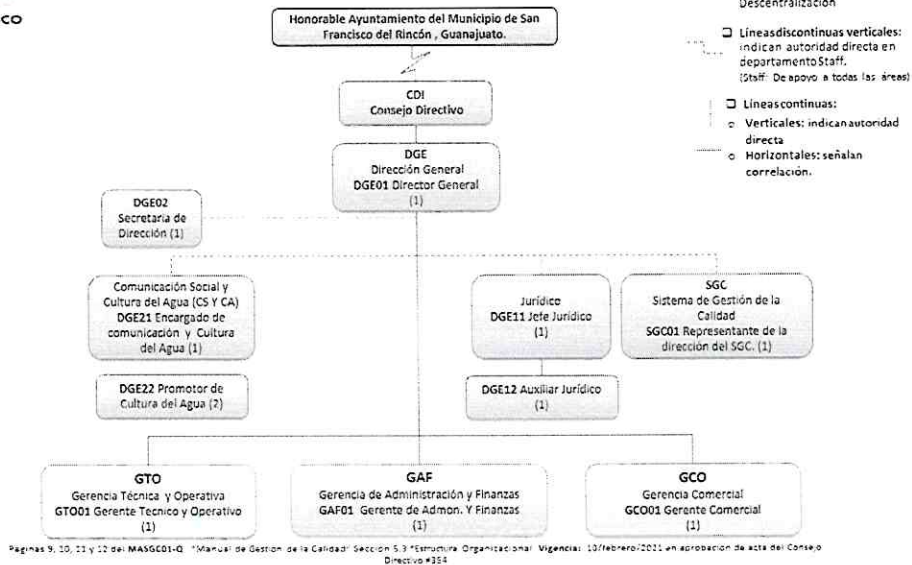 CO
Honorable Ayuntamiento del Municipio de San
Francisco del Rincón , Guanajuato.
Descentralización
Lineasdiscontinuas verticales:
indican autoridad directa en
departamento Staff.
(Staff: De apoyo a todas las áreas)
Lineascontinuas:
Verticales: indican autoridad
directa
Horizontales: señalan
correlación.
CDI
Consejo Directivo
DGE
Dirección General
DGE01 Director General
(1)
DGE02
Secretaria de
Dirección (1)
Comunicación Social y
Cultura del Agua (CS Y CA)
DGE21 Encargado de
comunicación y Cultura
del Agua (1)
DGE22 Promotor de
Cultura del Agua (2)
Jurídico
DGE11 Jefe Jurídico
(1)
DGE12 Auxiliar Jurídico
(1)
SGC
Sistema de Gestión de la
Calidad
SGC01 Representante de la
dirección del SGC. (1)
GTO
Gerencia Técnica y Operativa
GTO01 Gerente Tecnico y Operativo
(1)
GAF
Gerencia de Administración y Finanzas
GAF01 Gerente de Admon. Y Finanzas
(1)
GCO
Gerencia Comercial
GCO01 Gerente Comercial
(1)
Paginas 9, 10, 11 y 12 del MASGC01-Q "Manual de Gestión de la Calidad" Sección 5.3 "Estructura Organizacional Vigencia: 10/febrero/2021 en aprobación de acta del Consejo
Directivo #354